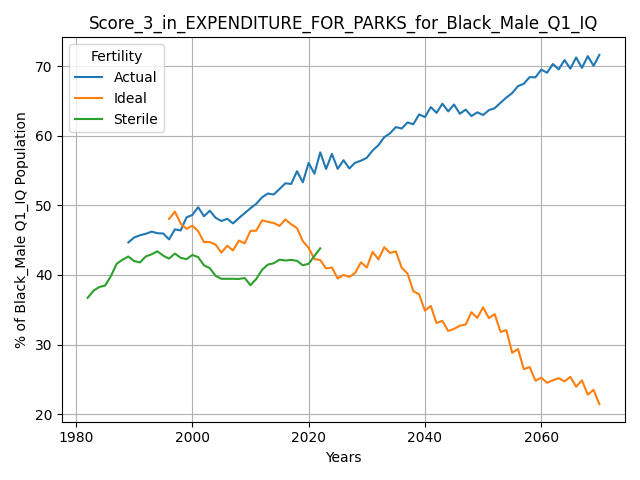 Score_3_in_EXPENDITURE_FOR_PARKS_for_Black_Male_Q1_IQ
Fertility
Actual
Ideal
Sterile
% of Black_Male Q1_IQ Population
70
60
50
40
30
20
1980
2000
2020
2040
2060
Years